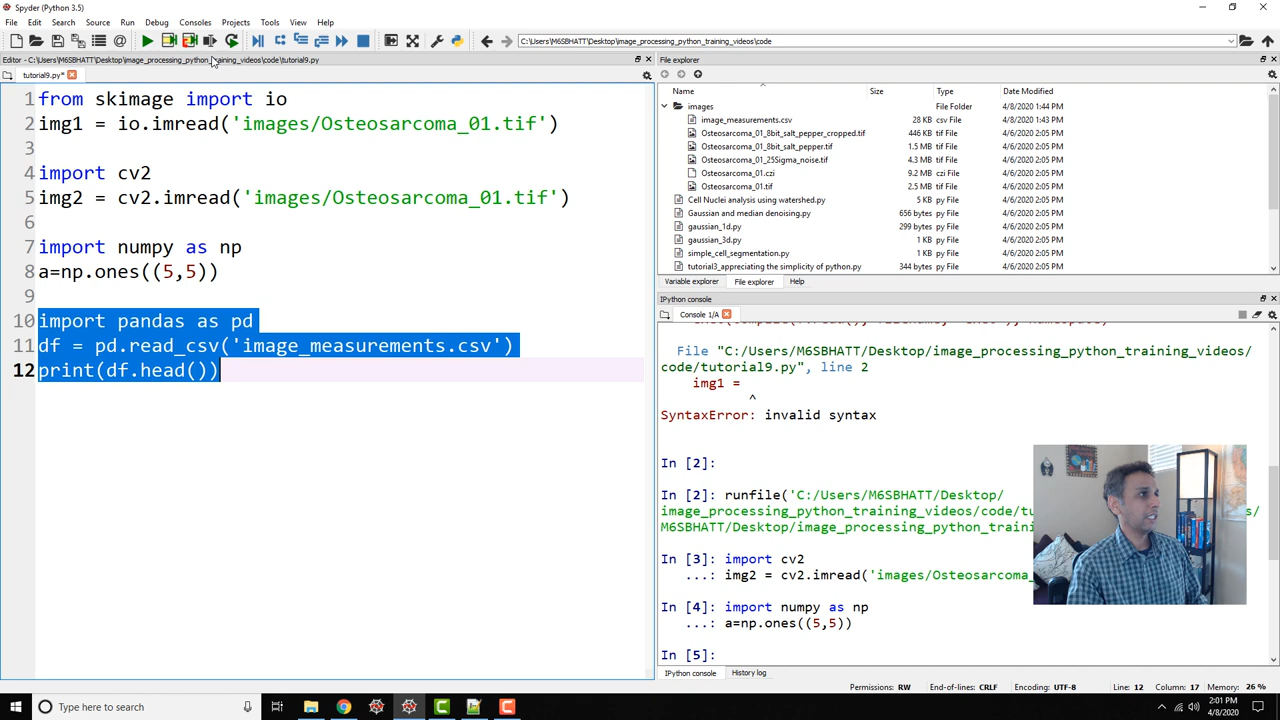 Spyder (Python 3.5)
File Edit Search Source Run Debug Consoles Projects Tools View Help
C:\Users\M6SBHATT\Desktop\image_processing_python_training_videos\code
Editor - C:\Users\M6SBHATT\Desktop\image_processing_python_training_videos\code\tutorial9.py
tutorial9.py*
1 from skimage import io
2 img1 = io.imread('images/Osteosarcoma_01.tif')
3
4 import cv2
5 img2 = cv2.imread('images/Osteosarcoma_01.tif')
6
7 import numpy as np
8 a=np.ones((5,5))
9
10 import pandas as pd
11 df = pd.read_csv('image_measurements.csv')
12 print(df.head())
File explorer
Name Size Type Date Modified
images File Folder 4/8/2020 1:44 PM
image_measurements.csv 28 KB csv File 4/6/2020 2:05 PM
Osteosarcoma_01_8bit_salt_pepper_cropped.tif 446 KB tif File 4/6/2020 2:05 PM
Osteosarcoma_01_8bit_salt_pepper.tif 1.5 MB tif File 4/6/2020 2:05 PM
Osteosarcoma_01_25Sigma_noise.tif 4.3 MB tif File 4/6/2020 2:05 PM
Osteosarcoma_01.czi 9.2 MB czi File 4/6/2020 2:05 PM
Osteosarcoma_01.tif 2.5 MB tif File 4/6/2020 2:05 PM
Cell Nuclei analysis using watershed.py 5 KB py File 4/6/2020 2:05 PM
Gaussian and median denoising.py 656 bytes py File 4/6/2020 2:05 PM
gaussian_1d.py 299 bytes py File 4/6/2020 2:05 PM
gaussian_3d.py 1 KB py File 4/6/2020 2:05 PM
simple_cell_segmentation.py 1 KB py File 4/6/2020 2:05 PM
tutorial3_appreciating the simplicity of python.py 344 bytes py File 4/6/2020 2:05 PM
Variable explorer File explorer Help
IPython console
Console 1/A
File "C:/Users/M6SBHATT/Desktop/image_processing_python_training_videos/
code/tutorial9.py", line 2
img1 =
^
SyntaxError: invalid syntax
In [2]:
In [2]: runfile('C:/Users/M6SBHATT/Desktop/
image_processing_python_training_videos/code/tu s/
M6SBHATT/Desktop/image_processing_python_traini
In [3]: import cv2
...: img2 = cv2.imread('images/Osteosarcoma_
In [4]: import numpy as np
...: a=np.ones((5,5))
In [5]:
IPython console History log
Permissions: RW End-of-lines: CRLF Encoding: UTF-8 Line: 12 Column: 17 Memory: 26 %
Type here to search
2:01 PM
4/8/2020